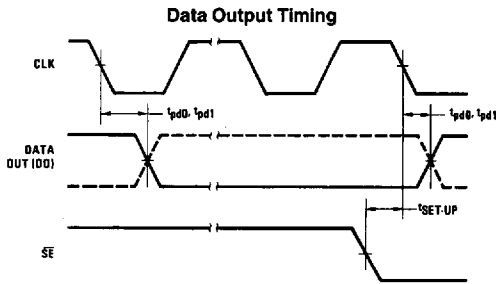 Data Output Timing
CLK
tpd0, tpd1
tpd0, tpd1
DATA
OUT (DO)
tSET-UP
SE